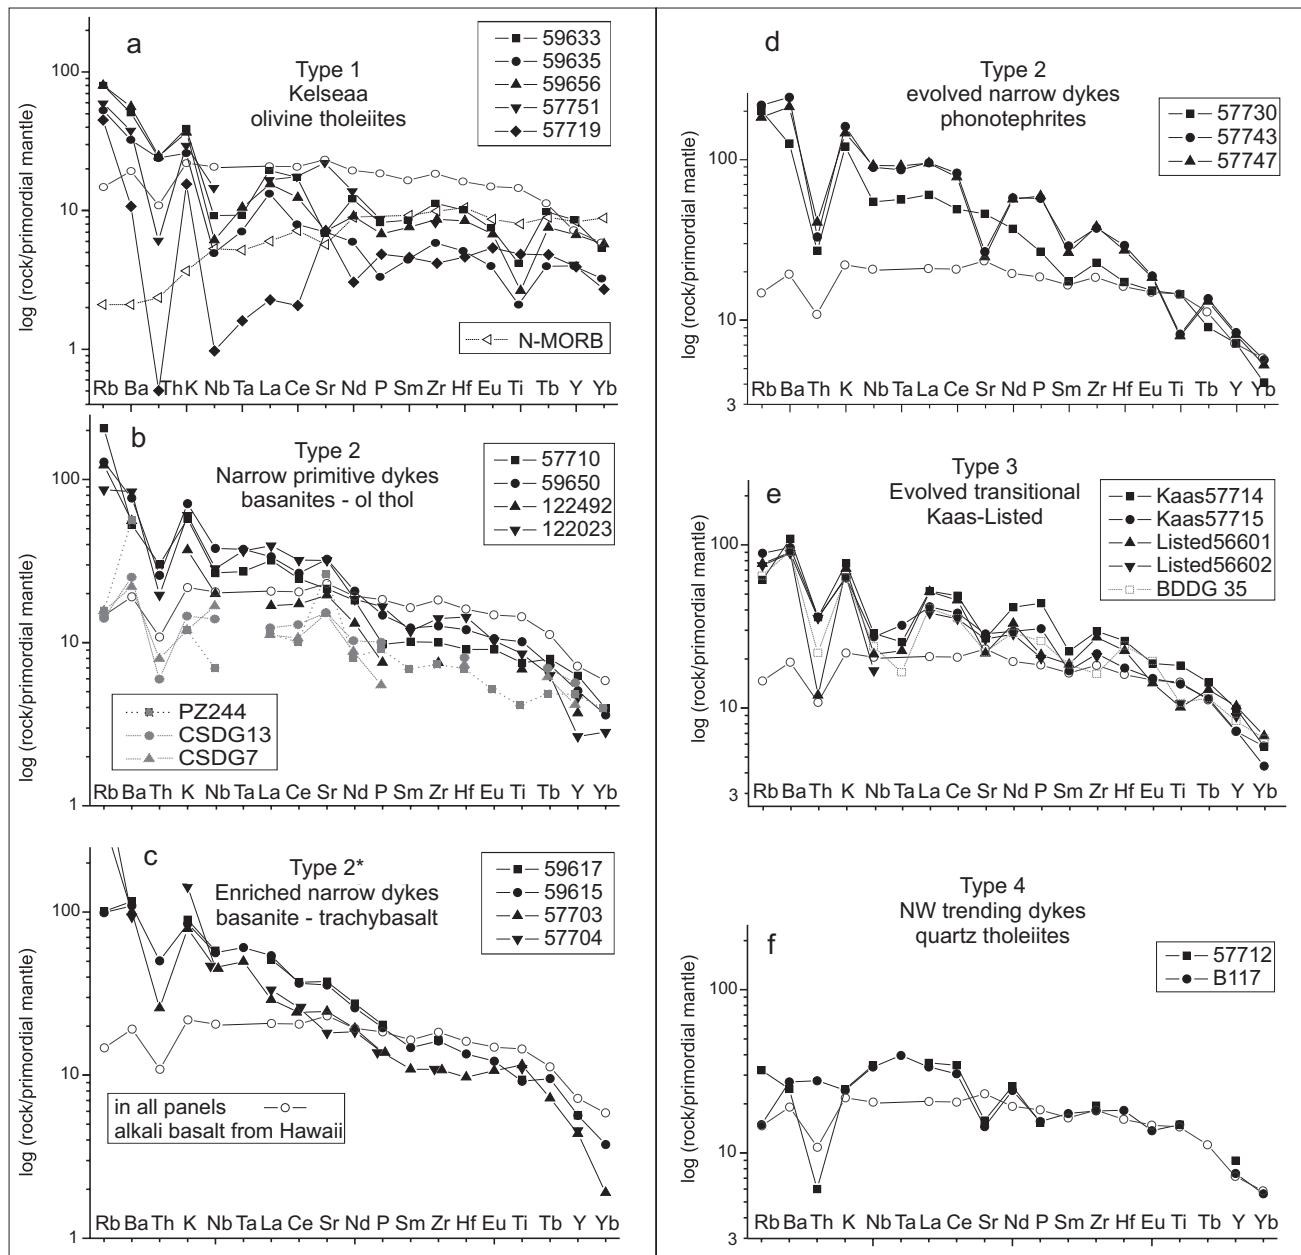 a
Type 1
Kelseaa
olivine tholeiites
59633
59635
59656
57751
57719
N-MORB
log (rock/primordial mantle)
100
10
1
Rb Ba Th K Nb Ta La Ce Sr Nd P Sm Zr Hf Eu Ti Tb Y Yb
b
Type 2
Narrow primitive dykes
basanites - ol thol
57710
59650
122492
122023
PZ244
CSDG13
CSDG7
log (rock/primordial mantle)
100
10
1
Rb Ba Th K Nb Ta La Ce Sr Nd P Sm Zr Hf Eu Ti Tb Y Yb
c
Type 2*
Enriched narrow dykes
basanite - trachybasalt
59617
59615
57703
57704
in all panels
alkali basalt from Hawaii
log (rock/primordial mantle)
100
10
1
Rb Ba Th K Nb Ta La Ce Sr Nd P Sm Zr Hf Eu Ti Tb Y Yb
d
Type 2
evolved narrow dykes
phonotephrites
57730
57743
57747
log (rock/primordial mantle)
100
10
3
Rb Ba Th K Nb Ta La Ce Sr Nd P Sm Zr Hf Eu Ti Tb Y Yb
e
Type 3
Evolved transitional
Kaas-Listed
Kaas57714
Kaas57715
Listed56601
Listed56602
BDDG 35
log (rock/primordial mantle)
100
10
3
Rb Ba Th K Nb Ta La Ce Sr Nd P Sm Zr Hf Eu Ti Tb Y Yb
f
Type 4
NW trending dykes
quartz tholeiites
57712
B117
log (rock/primordial mantle)
100
10
3
Rb Ba Th K Nb Ta La Ce Sr Nd P Sm Zr Hf Eu Ti Tb Y Yb